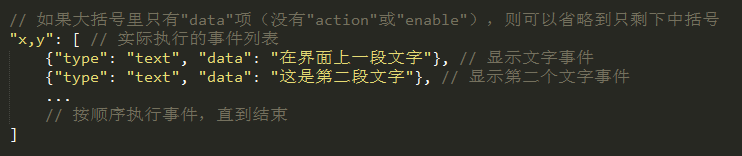 // 如果大括号里只有"data"项（没有"action"或"enable"），则可以省略到只剩下中括号
"x,y": [ // 实际执行的事件列表
    {"type": "text", "data": "在界面上一段文字"}, // 显示文字事件
    {"type": "text", "data": "这是第二段文字"}, // 显示第二个文字事件
    ...
    // 按顺序执行事件，直到结束
]